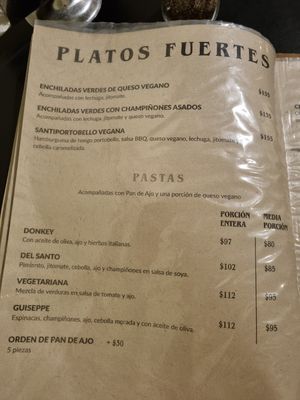 PLATOS FUERTES
ENCHILADAS VERDES DE QUESO VEGANO
Acompañadas con lechuga, jitomate.
ENCHILADAS VERDES CON CHAMPIÑONES ASADOS
Acompañadas con lechuga, jitomate y queso vegano.
SANTIPORTOBELLO VEGANA
Hamburguesa de hongo portobello, salsa BBQ, queso vegano, lechuga, jitomate
cebolla caramelizada.
PASTAS
Acompañadas con Pan de Ajo y una porción de queso vegano
PORCIÓN ENTERA
MEDIA PORCIÓN
DONKEY $97 $80
Con aceite de oliva, ajo y hierbas italianas.
DEL SANTO $102 $85
Pimiento, jitomate, cebolla, ajo y champiñones en salsa de soya.
VEGETARIANA $112 $95
Mezcla de verduras en salsa de tomate y ajo.
GUISEPPE $112 $95
Espinacas, champiñones, ajo, cebolla morada y con aceite de oliva.
ORDEN DE PAN DE AJO + $30
5 piezas